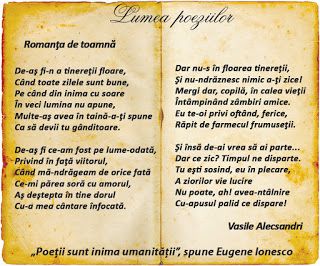 Lumea poeziilor
Romanța de toamnă
De-aş fi-n a tinereţii floare,
Când toate zilele sunt bune,
Pe când din inima cu soare
În veci lumina nu apune,
Multe-aş avea în taină-a-ţi spune
Ca să devii tu gânditoare.
De-aş fi ce-am fost pe lume-odată,
Privind în faţă viitorul,
Când mă-ndrăgeam de orice fată
Ce-mi părea soră cu amorul,
Aş deştepta în tine dorul
Cu-a mea cântare înfocată.
Dar nu-s în floarea tinereţii,
Şi nu-ndrăznesc nimic a-ţi zice!
Mergi dar, copilă, în calea vieţii
Întâmpinând zâmbiri amice.
Eu te-oi privi oftând, ferice,
Răpit de farmecul frumuseţii.
Şi însă de-ai vrea să ai parte...
Dar ce zic? Timpul ne disparte.
Tu eşti sosind, eu în plecare,
A ziorilor vie lucire
Nu poate, ah! avea-ntâlnire
Cu-apusul palid ce dispare!
Vasile Alecsandri
„Poeţii sunt inima umanităţii”, spune Eugene Ionesco